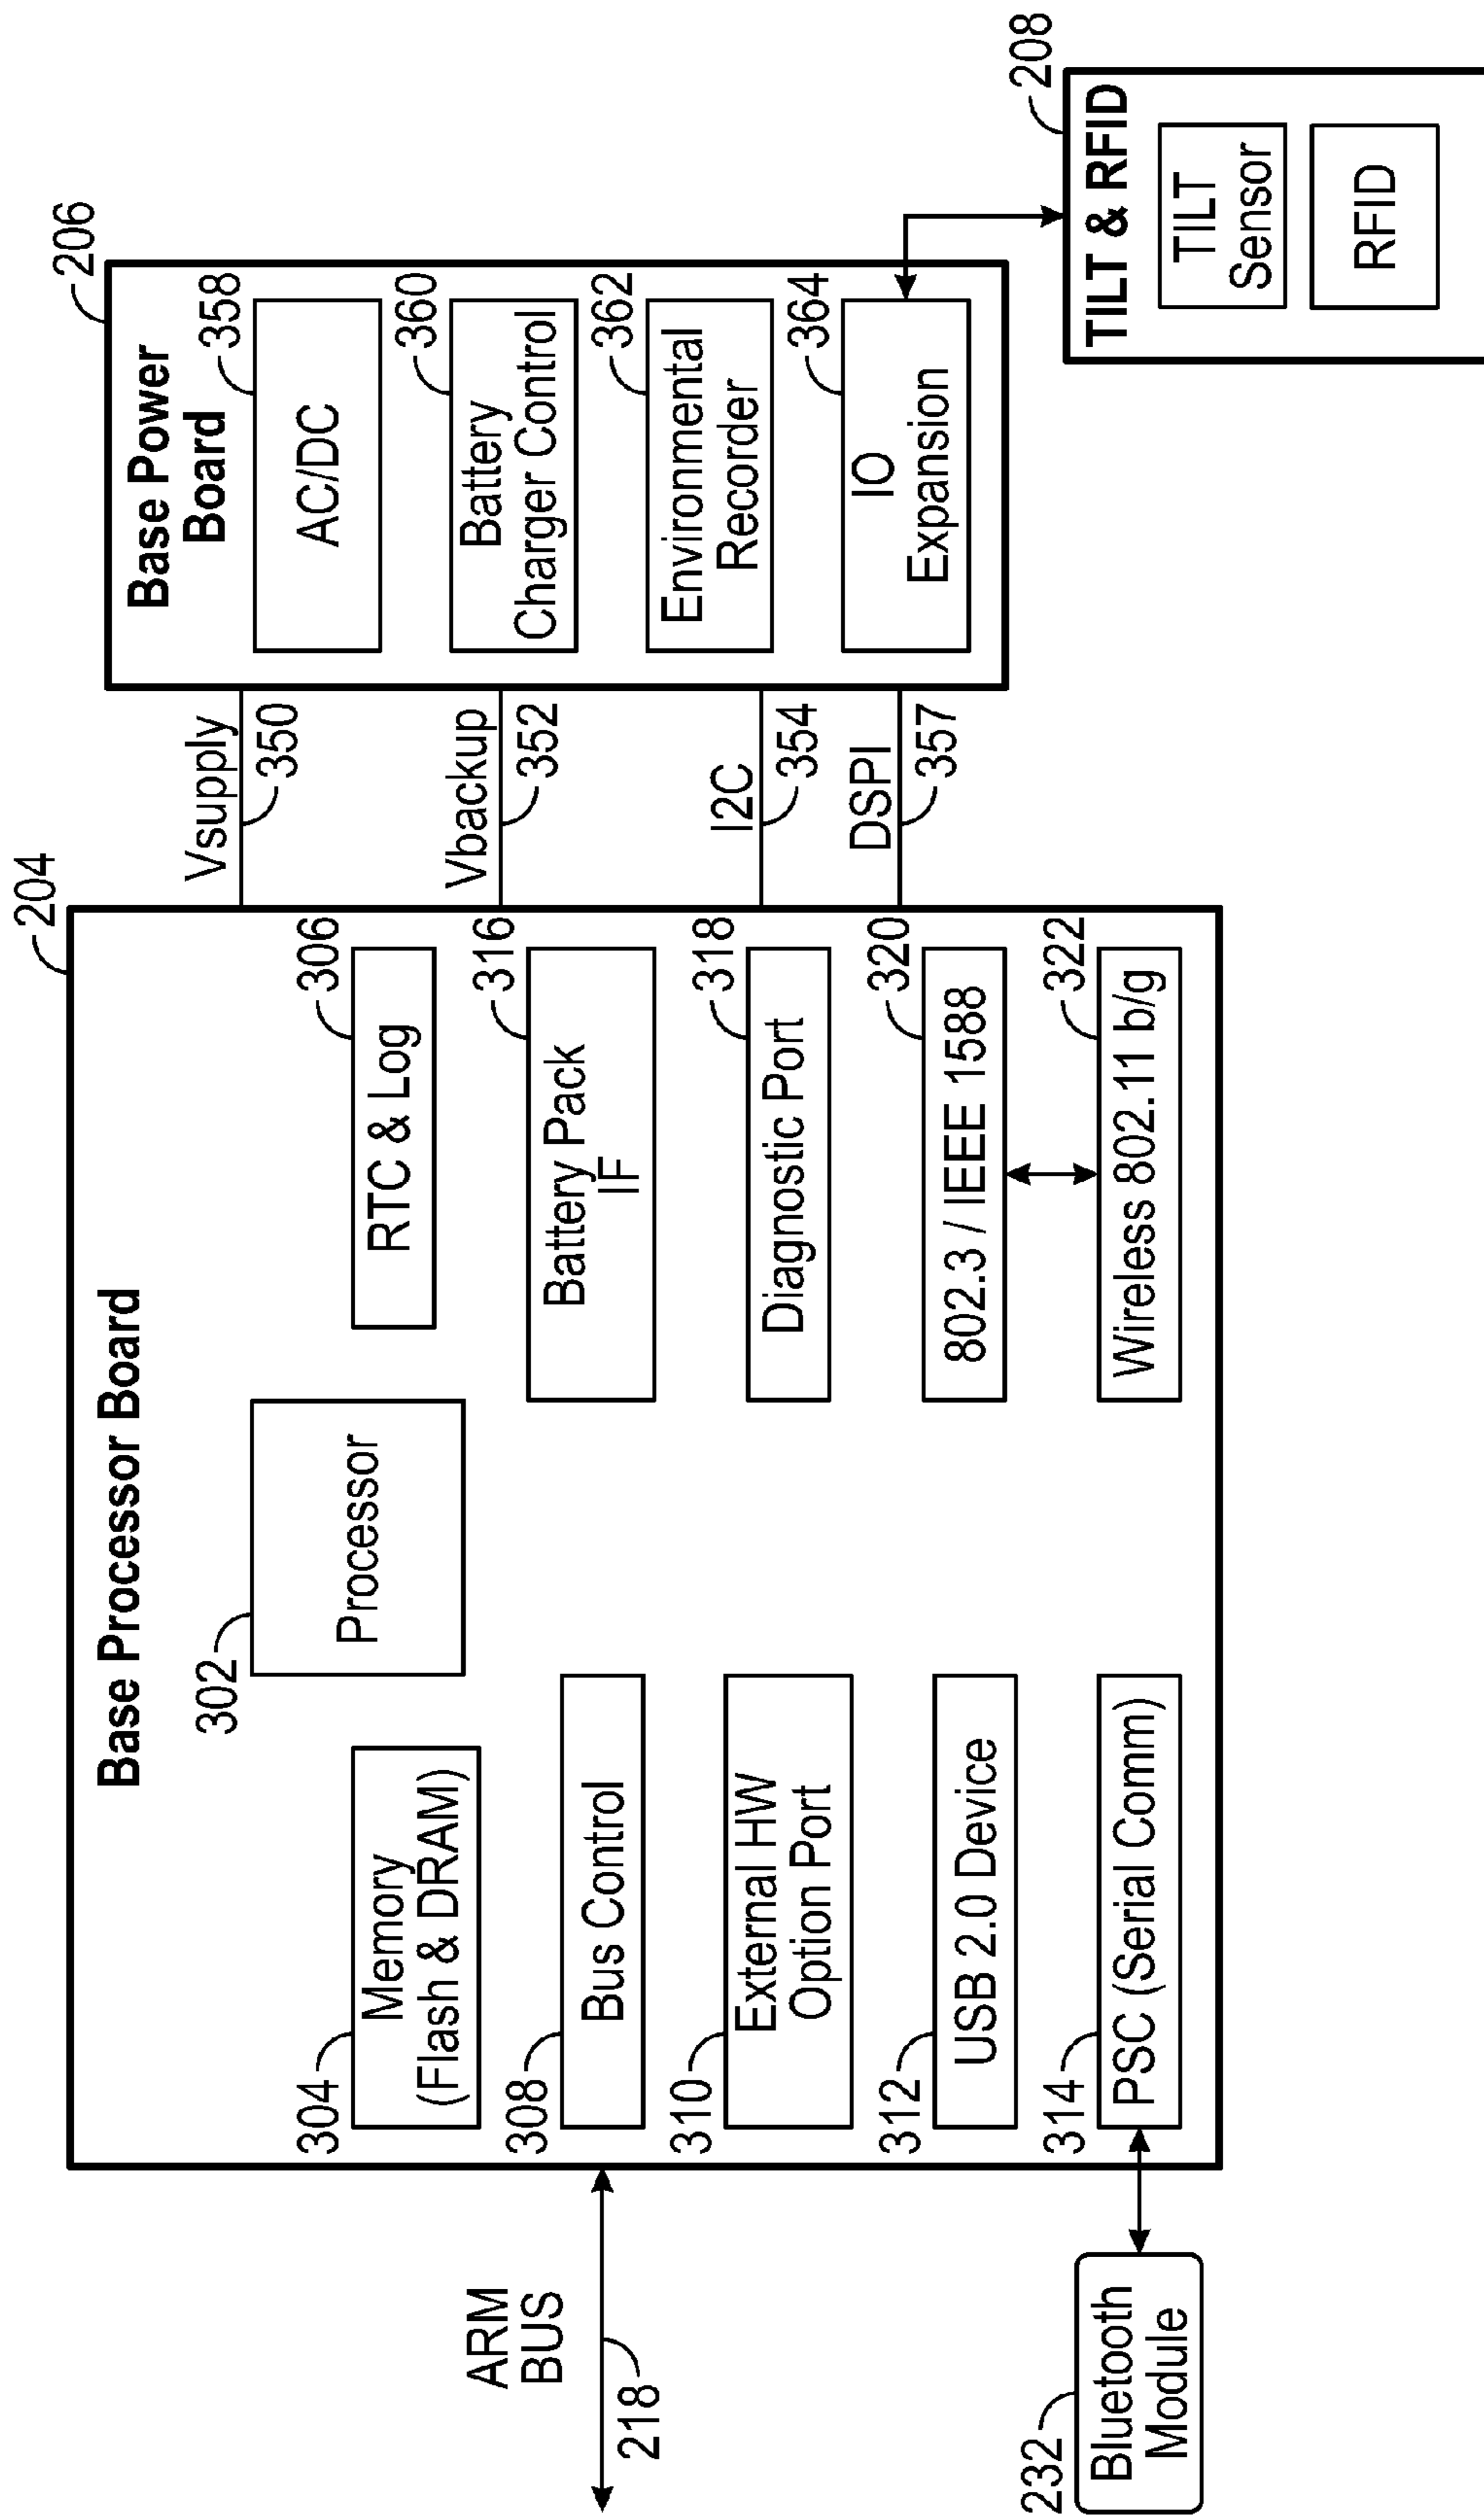 Base Processor Board
204
302
Processor
304
Memory
(Flash & DRAM)
308
Bus Control
310
External HW
Option Port
312
USB 2.0 Device
314
PSC (Serial Comm)
306
RTC & Log
316
Battery Pack
IF
318
Diagnostic Port
320
802.3 / IEEE 1588
322
Wireless 802.11 b/g
ARM
BUS
218
232
Bluetooth
Module
Vsupply
350
Vbackup
352
I2C
354
DSPI
357
206
Base Power
Board
358
AC/DC
360
Battery
Charger Control
362
Environmental
Recorder
364
IO
Expansion
208
TILT & RFID
TILT
Sensor
RFID